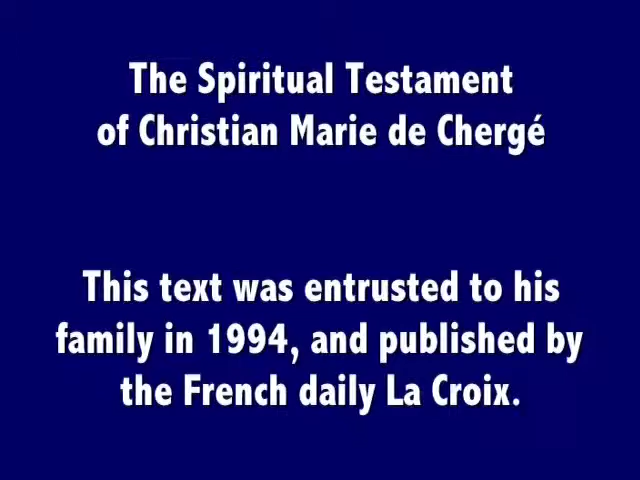 The Spiritual Testament
of Christian Marie de Chergé
This text was entrusted to his
family in 1994, and published by
the French daily La Croix.